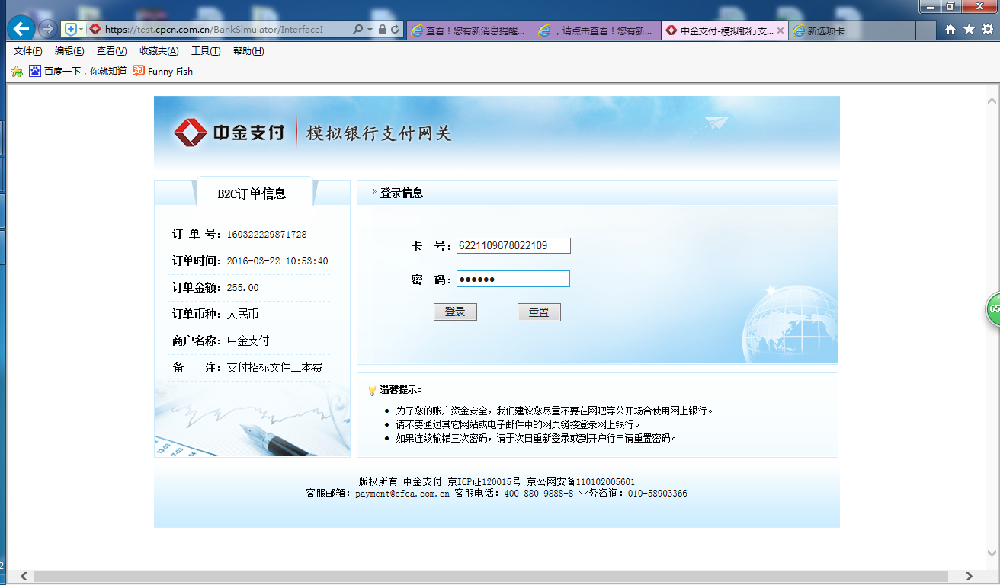 https://test.cpcn.com.cn/BankSimulator/InterfaceI
查看！您有新消息提醒...
，请点击查看！您有新...
中金支付-模拟银行支...
新选项卡
文件(F) 编辑(E) 查看(V) 收藏夹(A) 工具(T) 帮助(H)
百度一下，你就知道 Funny Fish
中金支付 模拟银行支付网关
B2C订单信息
订 单 号：160322229871728
订单时间：2016-03-22 10:53:40
订单金额：255.00
订单币种：人民币
商户名称：中金支付
备 注：支付招标文件工本费
登录信息
卡 号：6221109878022109
密 码：●●●●●●
登录 重置
65
温馨提示：
• 为了您的账户资金安全，我们建议您尽量不要在网吧等公开场合使用网上银行。
• 请不要通过其它网站或电子邮件中的网页链接登录网上银行。
• 如果连续输错三次密码，请于次日重新登录或到开户行申请重置密码。
版权所有 中金支付 京ICP证120015号 京公网安备110102005601
客服邮箱：payment@cfca.com.cn 客服电话：400 880 9888-8 业务咨询：010-58903366